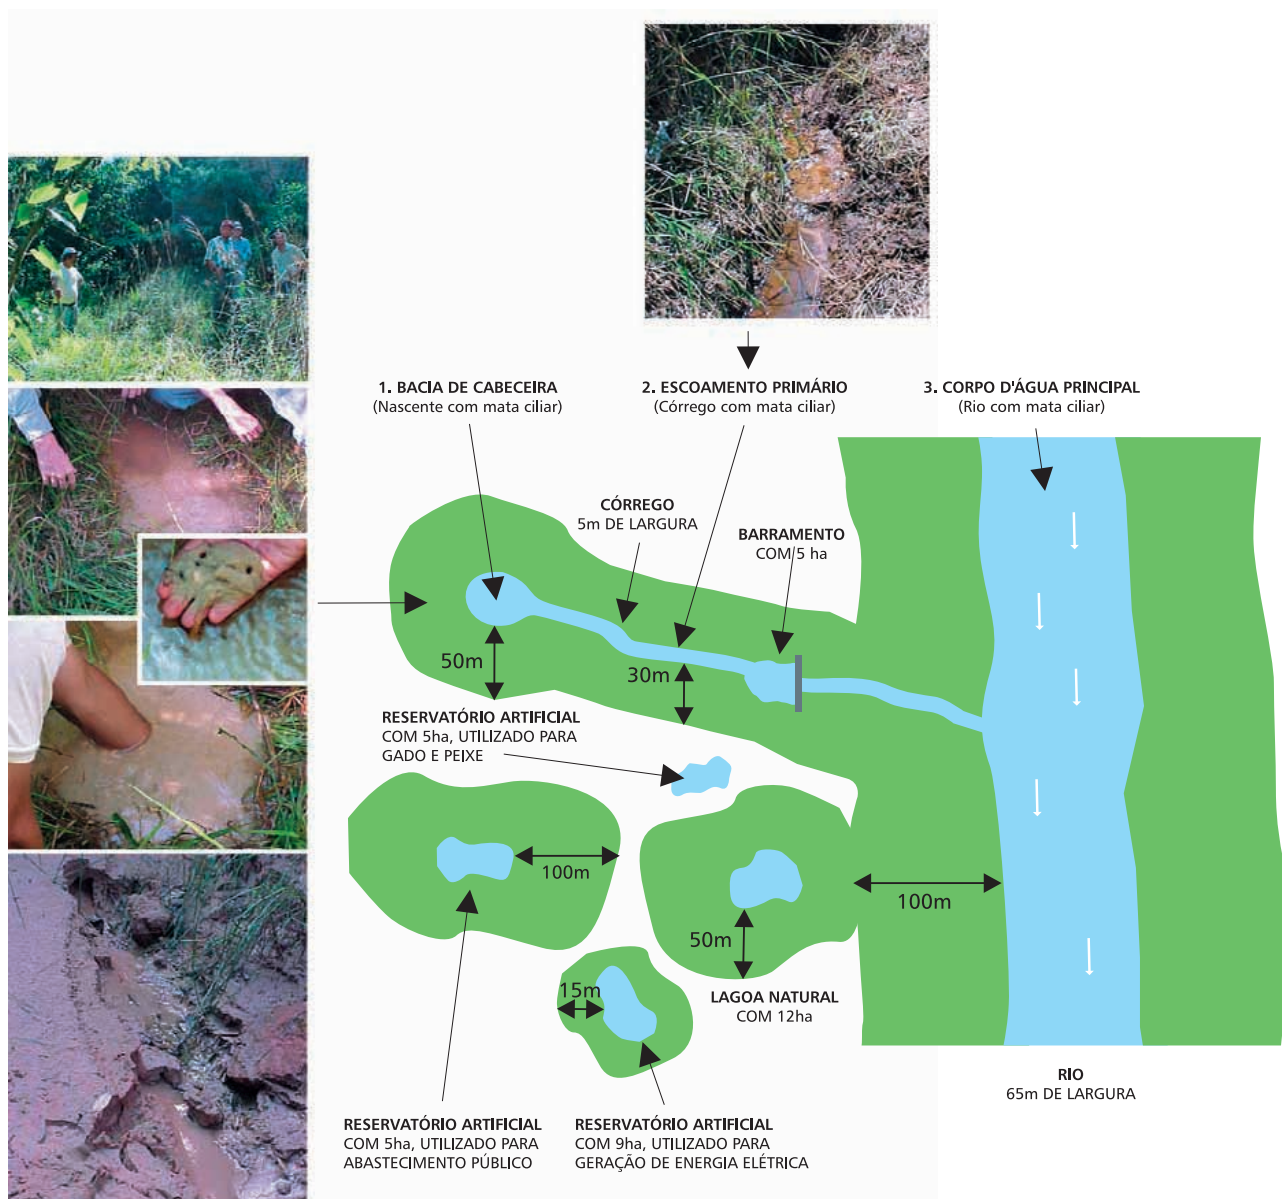 1. BACIA DE CABECEIRA
(Nascente com mata ciliar)
2. ESCOAMENTO PRIMÁRIO
(Córrego com mata ciliar)
3. CORPO D'ÁGUA PRINCIPAL
(Rio com mata ciliar)
CÓRREGO
5m DE LARGURA
BARRAMENTO
COM 5 ha
50m
30m
RESERVATÓRIO ARTIFICIAL
COM 5ha, UTILIZADO PARA
GADO E PEIXE
100m
100m
50m
15m
LAGOA NATURAL
COM 12ha
RIO
65m DE LARGURA
RESERVATÓRIO ARTIFICIAL
COM 5ha, UTILIZADO PARA
ABASTECIMENTO PÚBLICO
RESERVATÓRIO ARTIFICIAL
COM 9ha, UTILIZADO PARA
GERAÇÃO DE ENERGIA ELÉTRICA